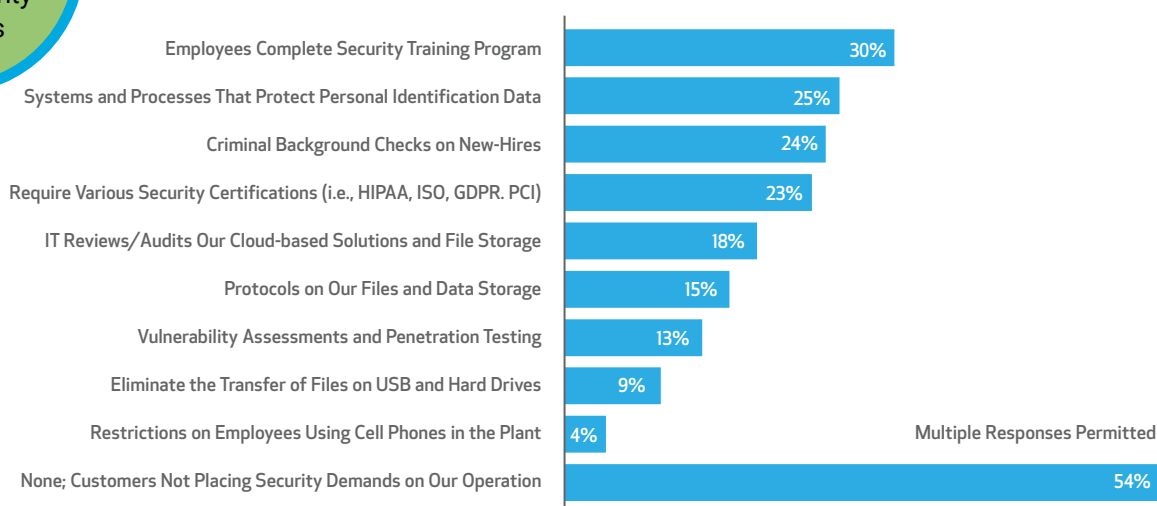 Employees Complete Security Training Program 30%
Systems and Processes That Protect Personal Identification Data 25%
Criminal Background Checks on New-Hires 24%
Require Various Security Certifications (i.e., HIPAA, ISO, GDPR. PCI) 23%
IT Reviews/Audits Our Cloud-based Solutions and File Storage 18%
Protocols on Our Files and Data Storage 15%
Vulnerability Assessments and Penetration Testing 13%
Eliminate the Transfer of Files on USB and Hard Drives 9%
Restrictions on Employees Using Cell Phones in the Plant 4%
Multiple Responses Permitted
None; Customers Not Placing Security Demands on Our Operation 54%